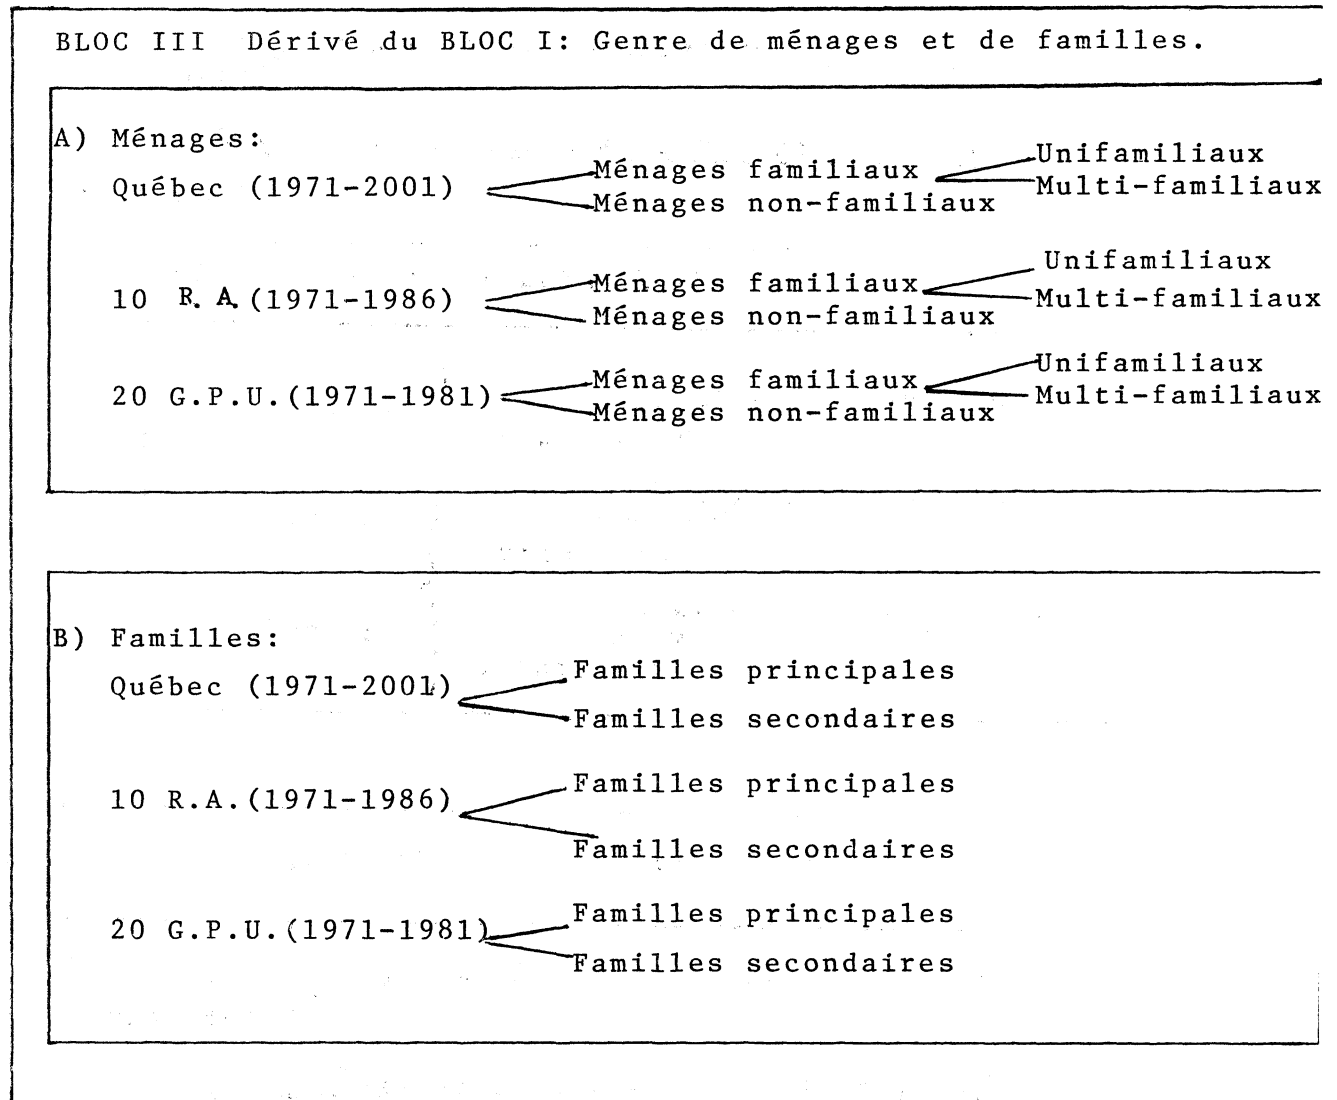 BLOC III Dérivé du BLOC I: Genre de ménages et de familles.
A) Ménages:
Québec (1971-2001)
Ménages familiaux
Ménages non-familiaux
Unifamiliaux
Multi-familiaux
10 R.A. (1971-1986)
Ménages familiaux
Ménages non-familiaux
Unifamiliaux
Multi-familiaux
20 G.P.U. (1971-1981)
Ménages familiaux
Ménages non-familiaux
Unifamiliaux
Multi-familiaux
B) Familles:
Québec (1971-2001)
Familles principales
Familles secondaires
10 R.A. (1971-1986)
Familles principales
Familles secondaires
20 G.P.U. (1971-1981)
Familles principales
Familles secondaires